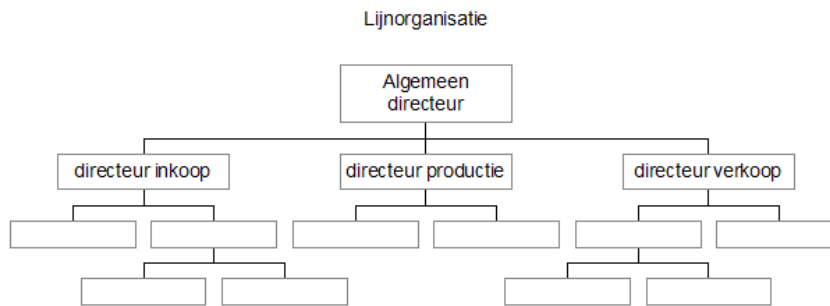 Lijnorganisatie
Algemeen
directeur
directeur inkoop
directeur productie
directeur verkoop